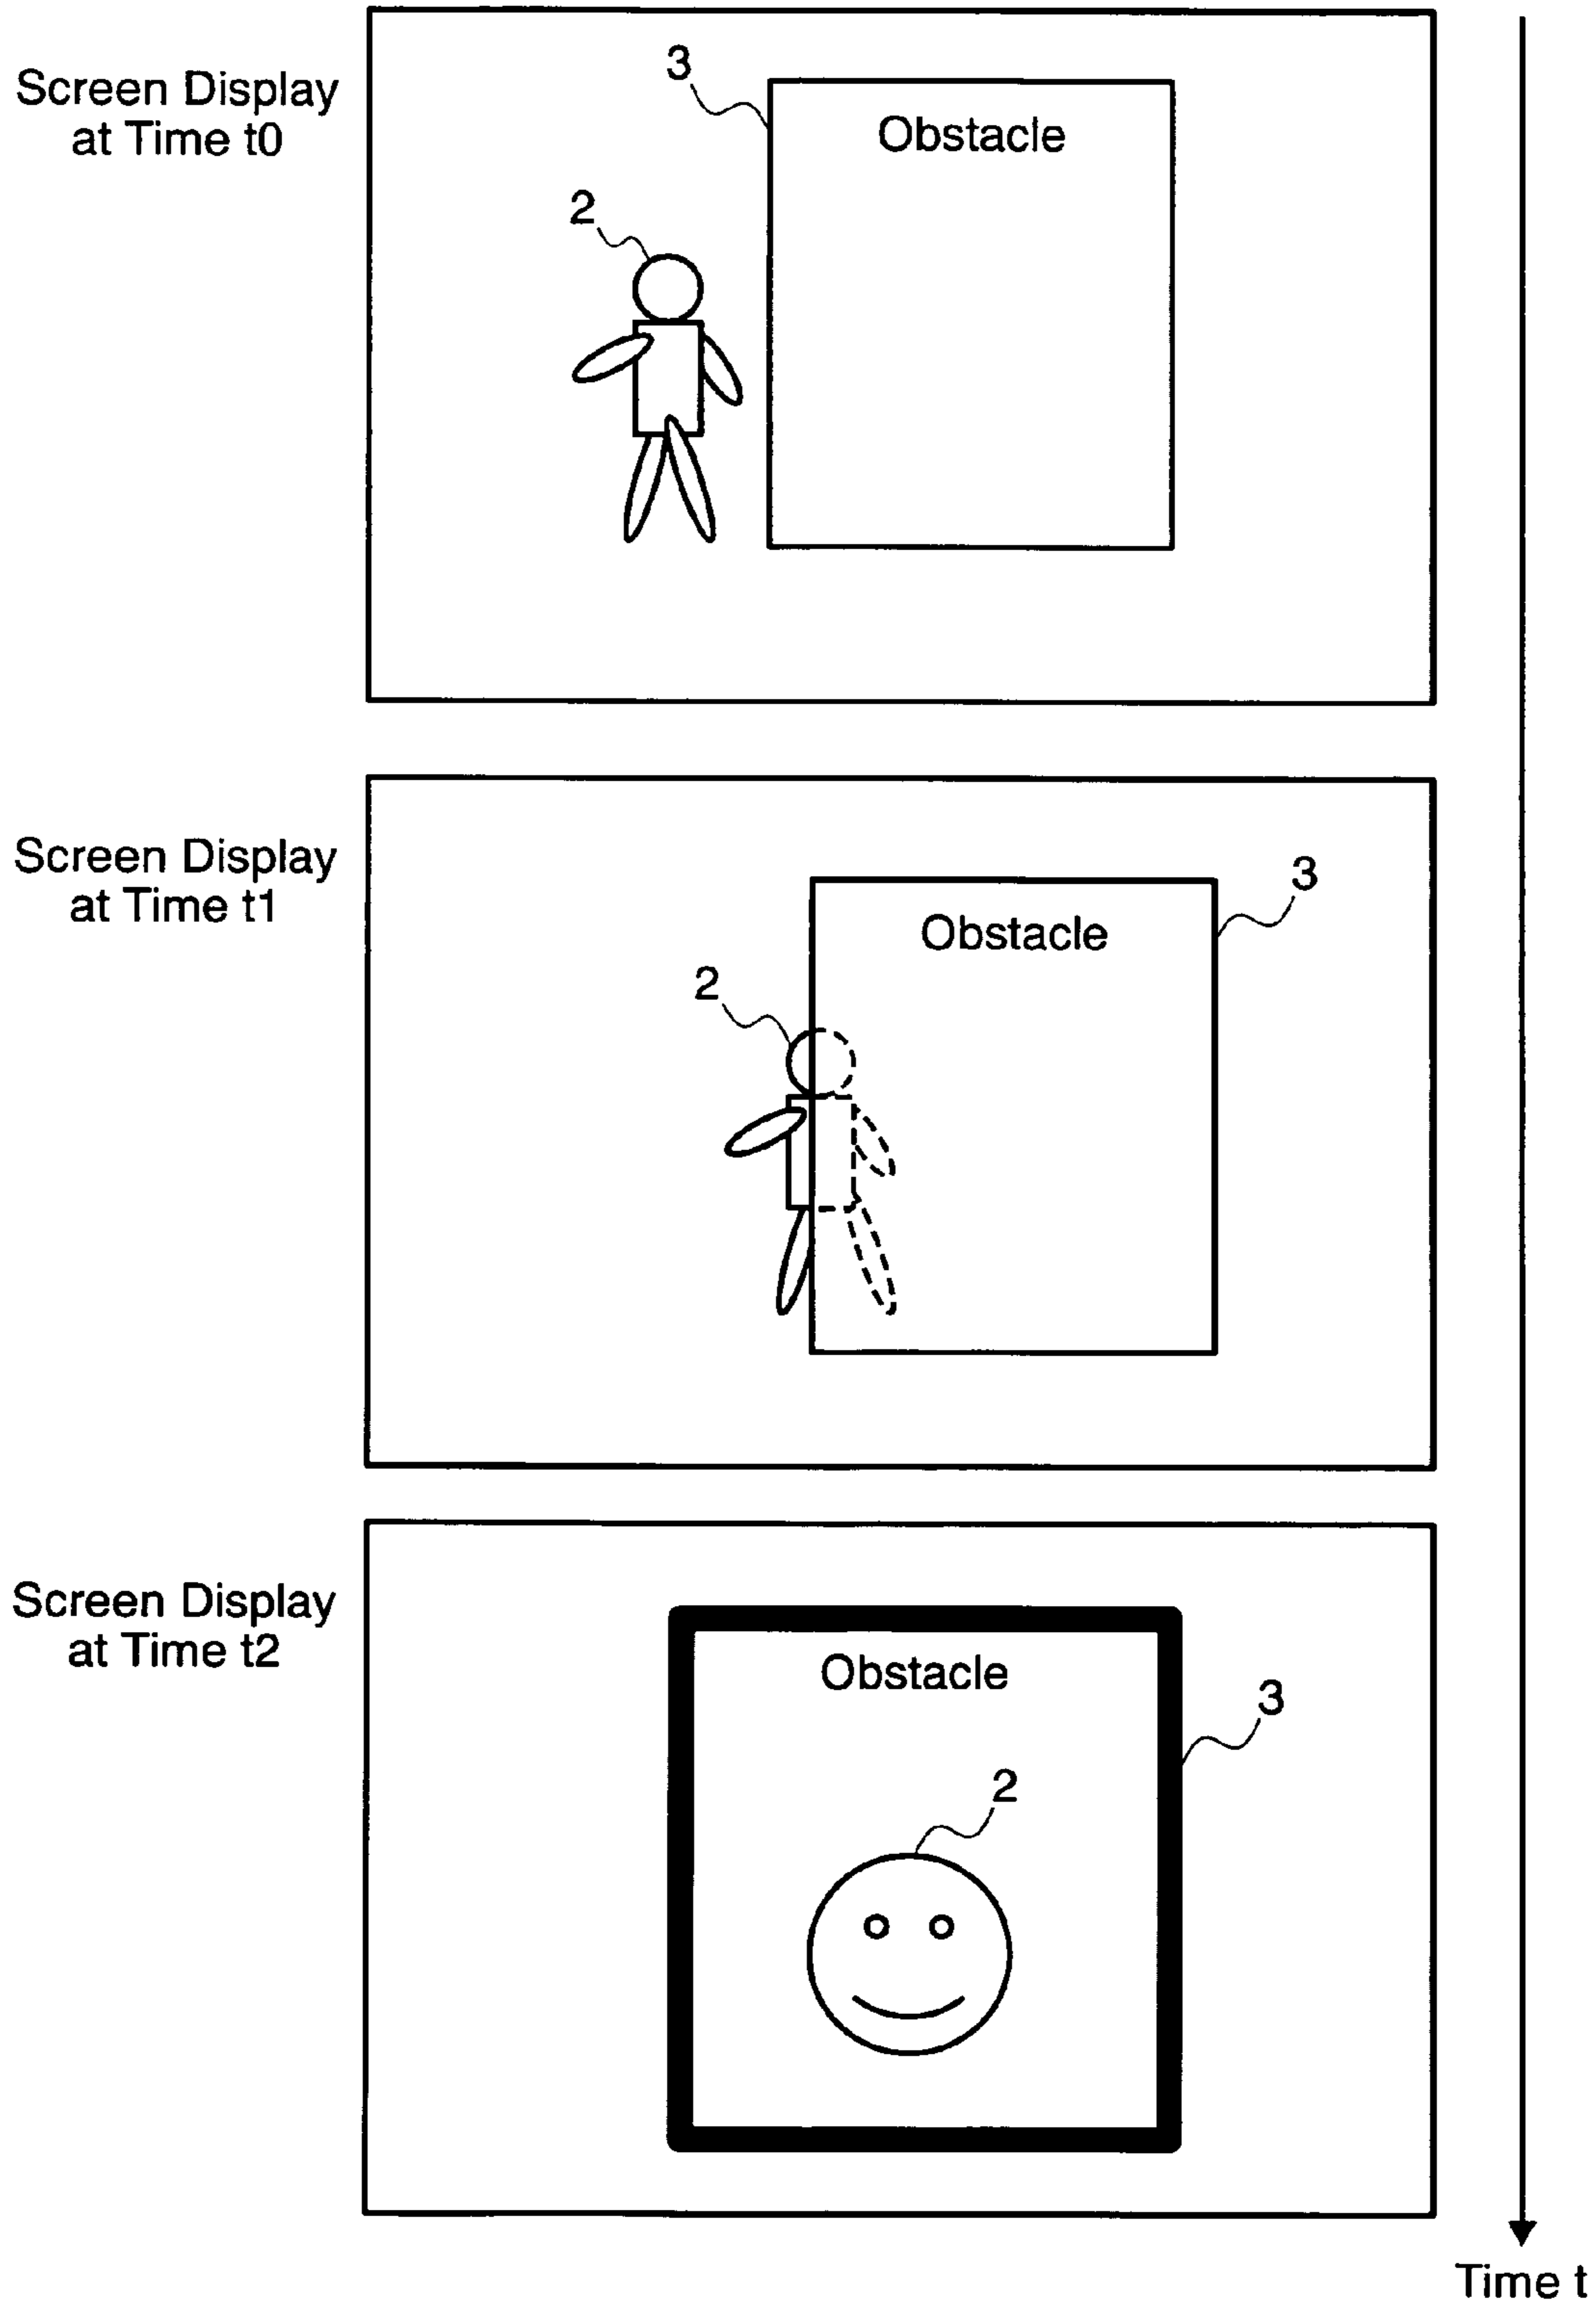 Screen Display
at Time t0
3
Obstacle
2
Screen Display
at Time t1
3
Obstacle
2
Screen Display
at Time t2
Obstacle
3
2
Time t